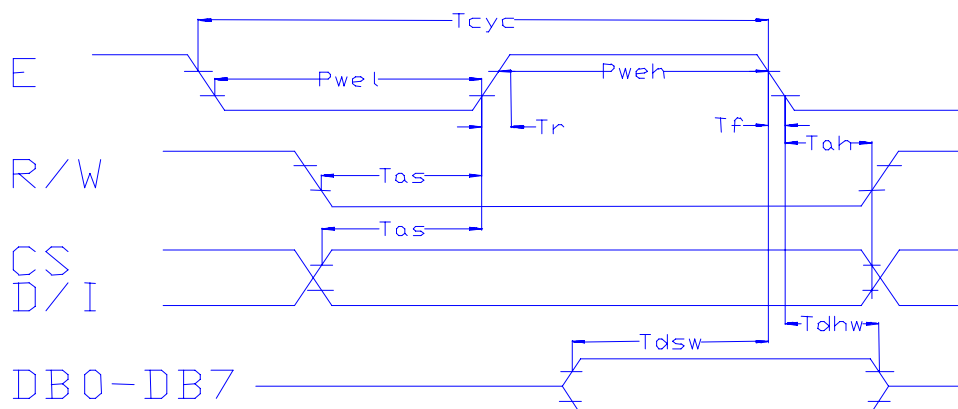 Tcyc
E
Pwel
Pweh
Tr
Tf
Tah
R/W
Tas
Tas
CS
D/I
Tdhw
Tdsw
DB0-DB7